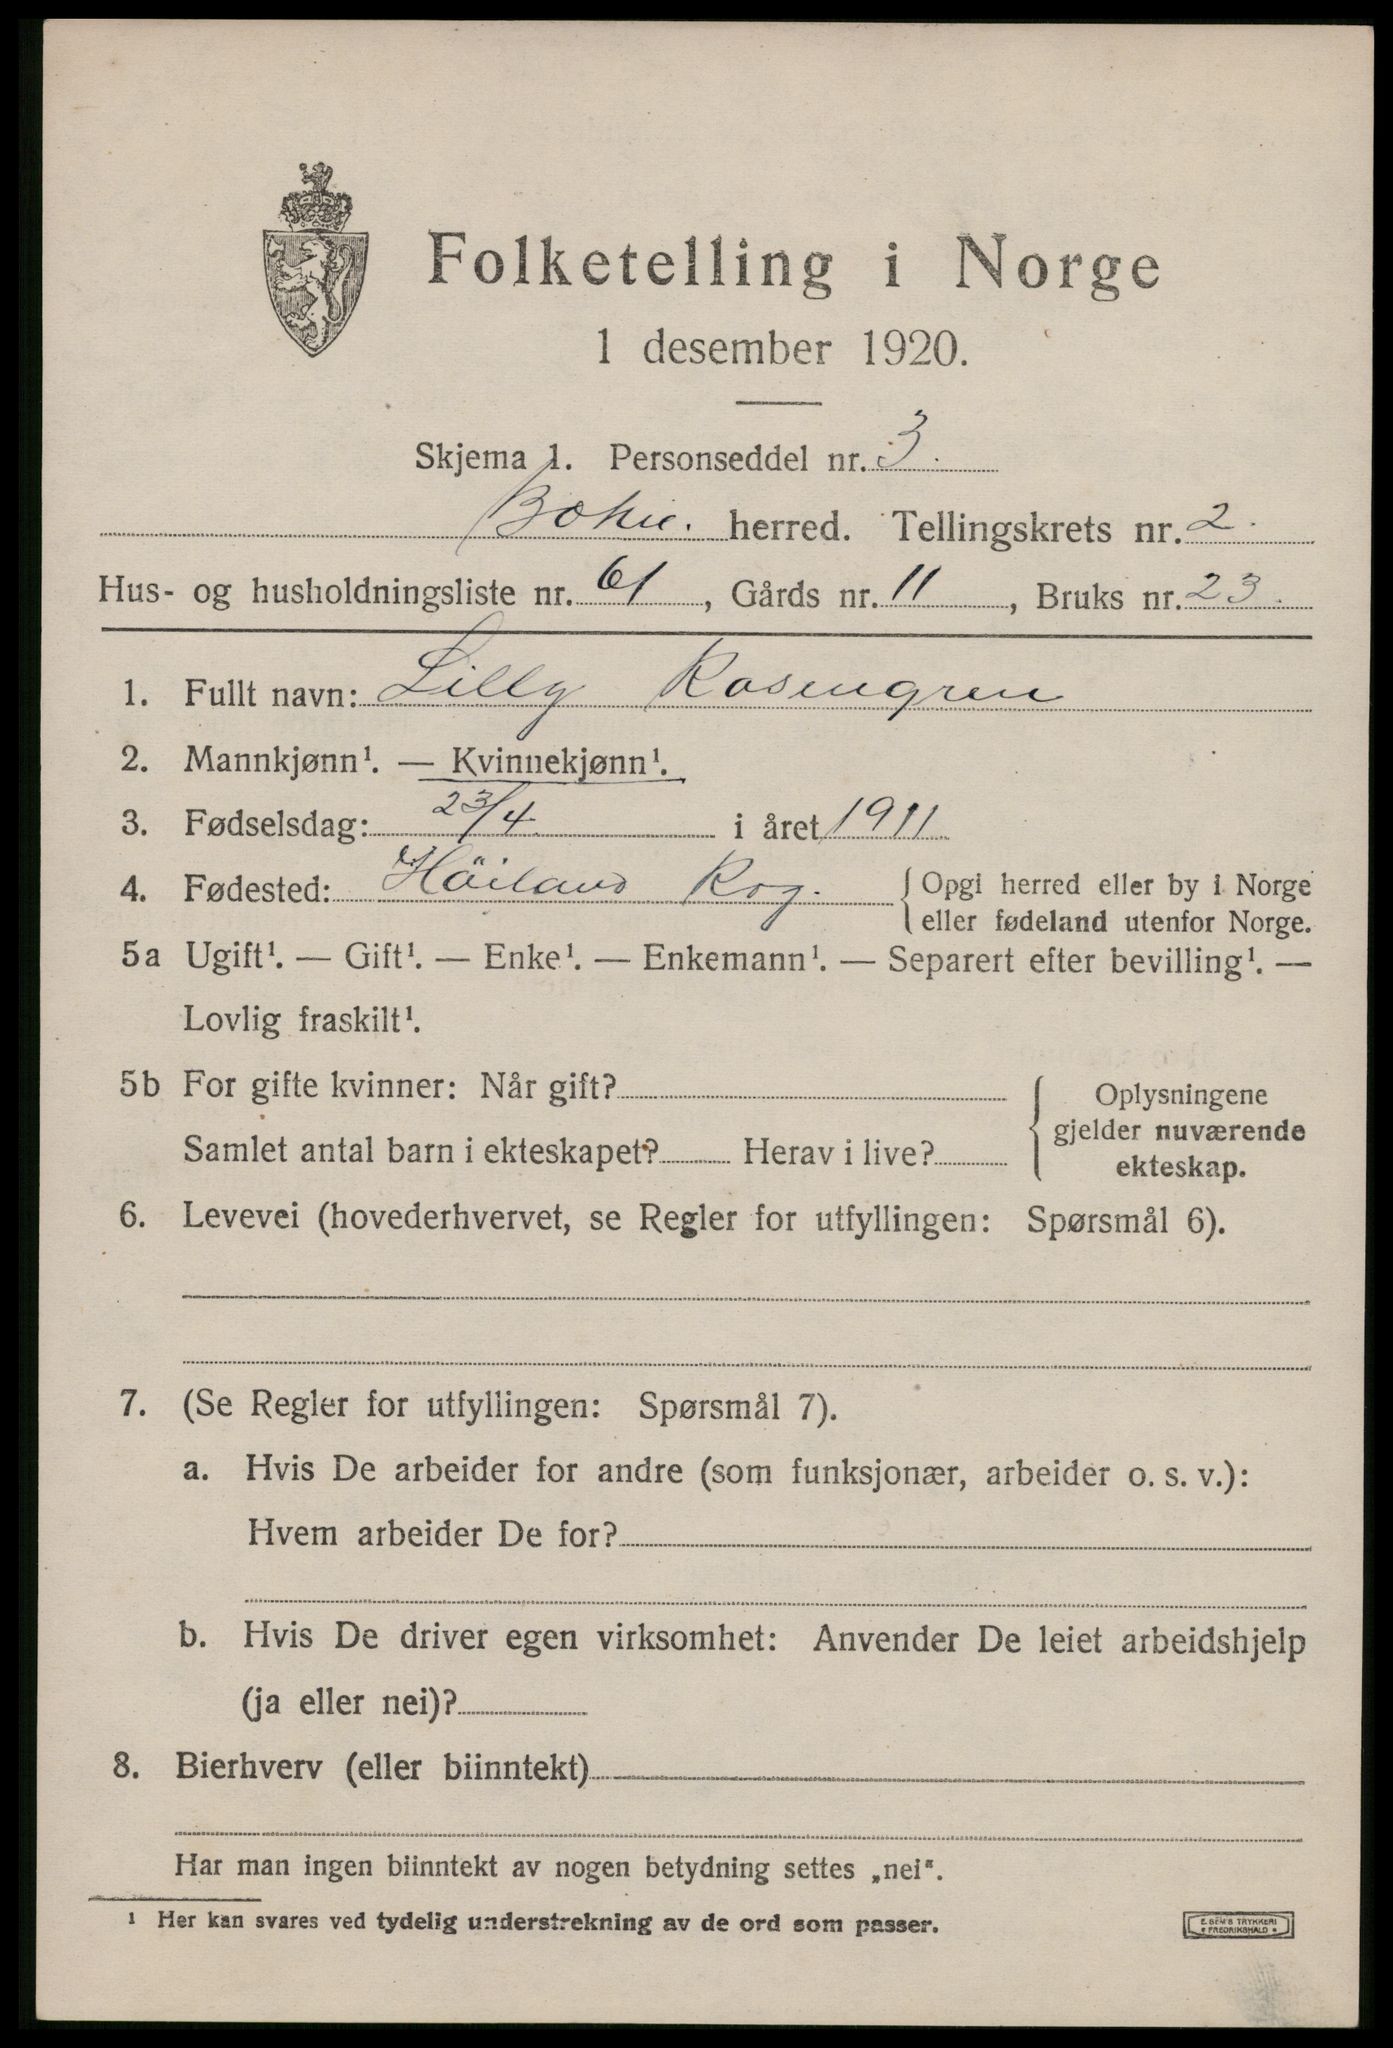 Folketelling i Norge
1 desember 1920.
Skjema 1. Personseddel nr. 3.
Bokn. herred. Tellingskrets nr. 2.
Hus- og husholdningsliste nr. 61, Gårds nr. 11, Bruks nr. 23.
1. Fullt navn: Lilly Rosengren
2. Mannkjønn¹. — Kvinnekjønn¹.
3. Fødselsdag: 23/4 i året 1911
4. Fødested: Höiland Rog. { Opgi herred eller by i Norge
eller fødeland utenfor Norge.
5a Ugift¹. — Gift¹. — Enke¹. — Enkemann¹. — Separert efter bevilling¹. —
Lovlig fraskilt¹.
5b For gifte kvinner: Når gift?
Samlet antal barn i ekteskapet? Herav i live?
Oplysningene
gjelder nuværende
ekteskap.
6. Levevei (hovederhvervet, se Regler for utfyllingen: Spørsmål 6).
7. (Se Regler for utfyllingen: Spørsmål 7).
a. Hvis De arbeider for andre (som funksjonær, arbeider o. s. v.):
Hvem arbeider De for?
b. Hvis De driver egen virksomhet: Anvender De leiet arbeidshjelp
(ja eller nei)?
8. Bierhverv (eller biinntekt)
Har man ingen biinntekt av nogen betydning settes „nei“.
¹ Her kan svares ved tydelig understrekning av de ord som passer.
E. SEM'S TRYKKERI
FREDRIKSHALD